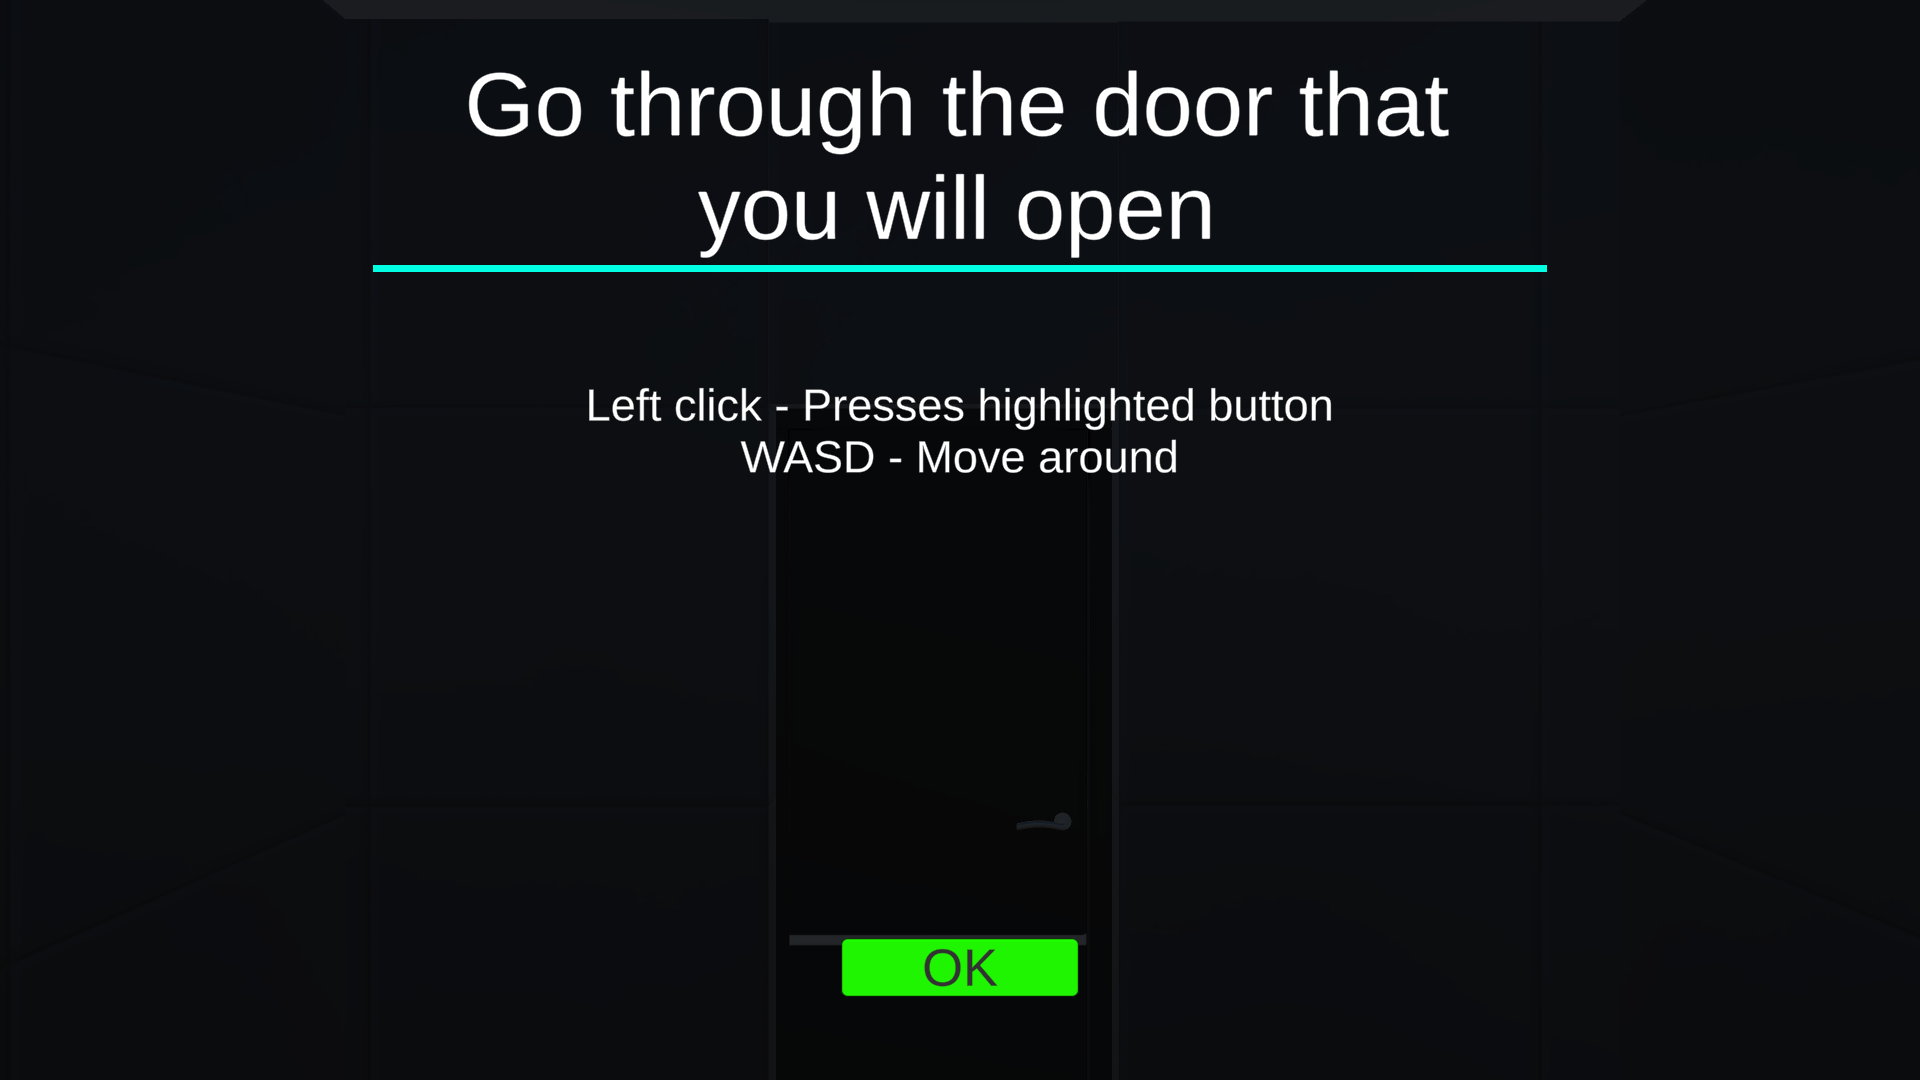 Go through the door that
you will open
Left click - Presses highlighted button
WASD - Move around
OK